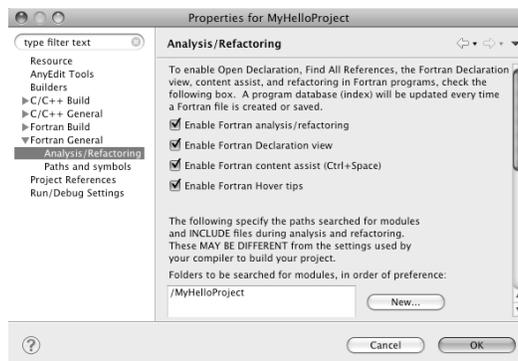 Properties for MyHelloProject
type filter text
Resource
AnyEdit Tools
Builders
C/C++ Build
C/C++ General
Fortran Build
Fortran General
Analysis/Refactoring
Paths and symbols
Project References
Run/Debug Settings
Analysis/Refactoring
To enable Open Declaration, Find All References, the Fortran Declaration
view, content assist, and refactoring in Fortran programs, check the
following box.  A program database (index) will be updated every time
a Fortran file is created or saved.
Enable Fortran analysis/refactoring
Enable Fortran Declaration view
Enable Fortran content assist (Ctrl+Space)
Enable Fortran Hover tips
The following specify the paths searched for modules
and INCLUDE files during analysis and refactoring.
These MAY BE DIFFERENT from the settings used by
your compiler to build your project.
Folders to be searched for modules, in order of preference:
/MyHelloProject
New...
?
Cancel
OK